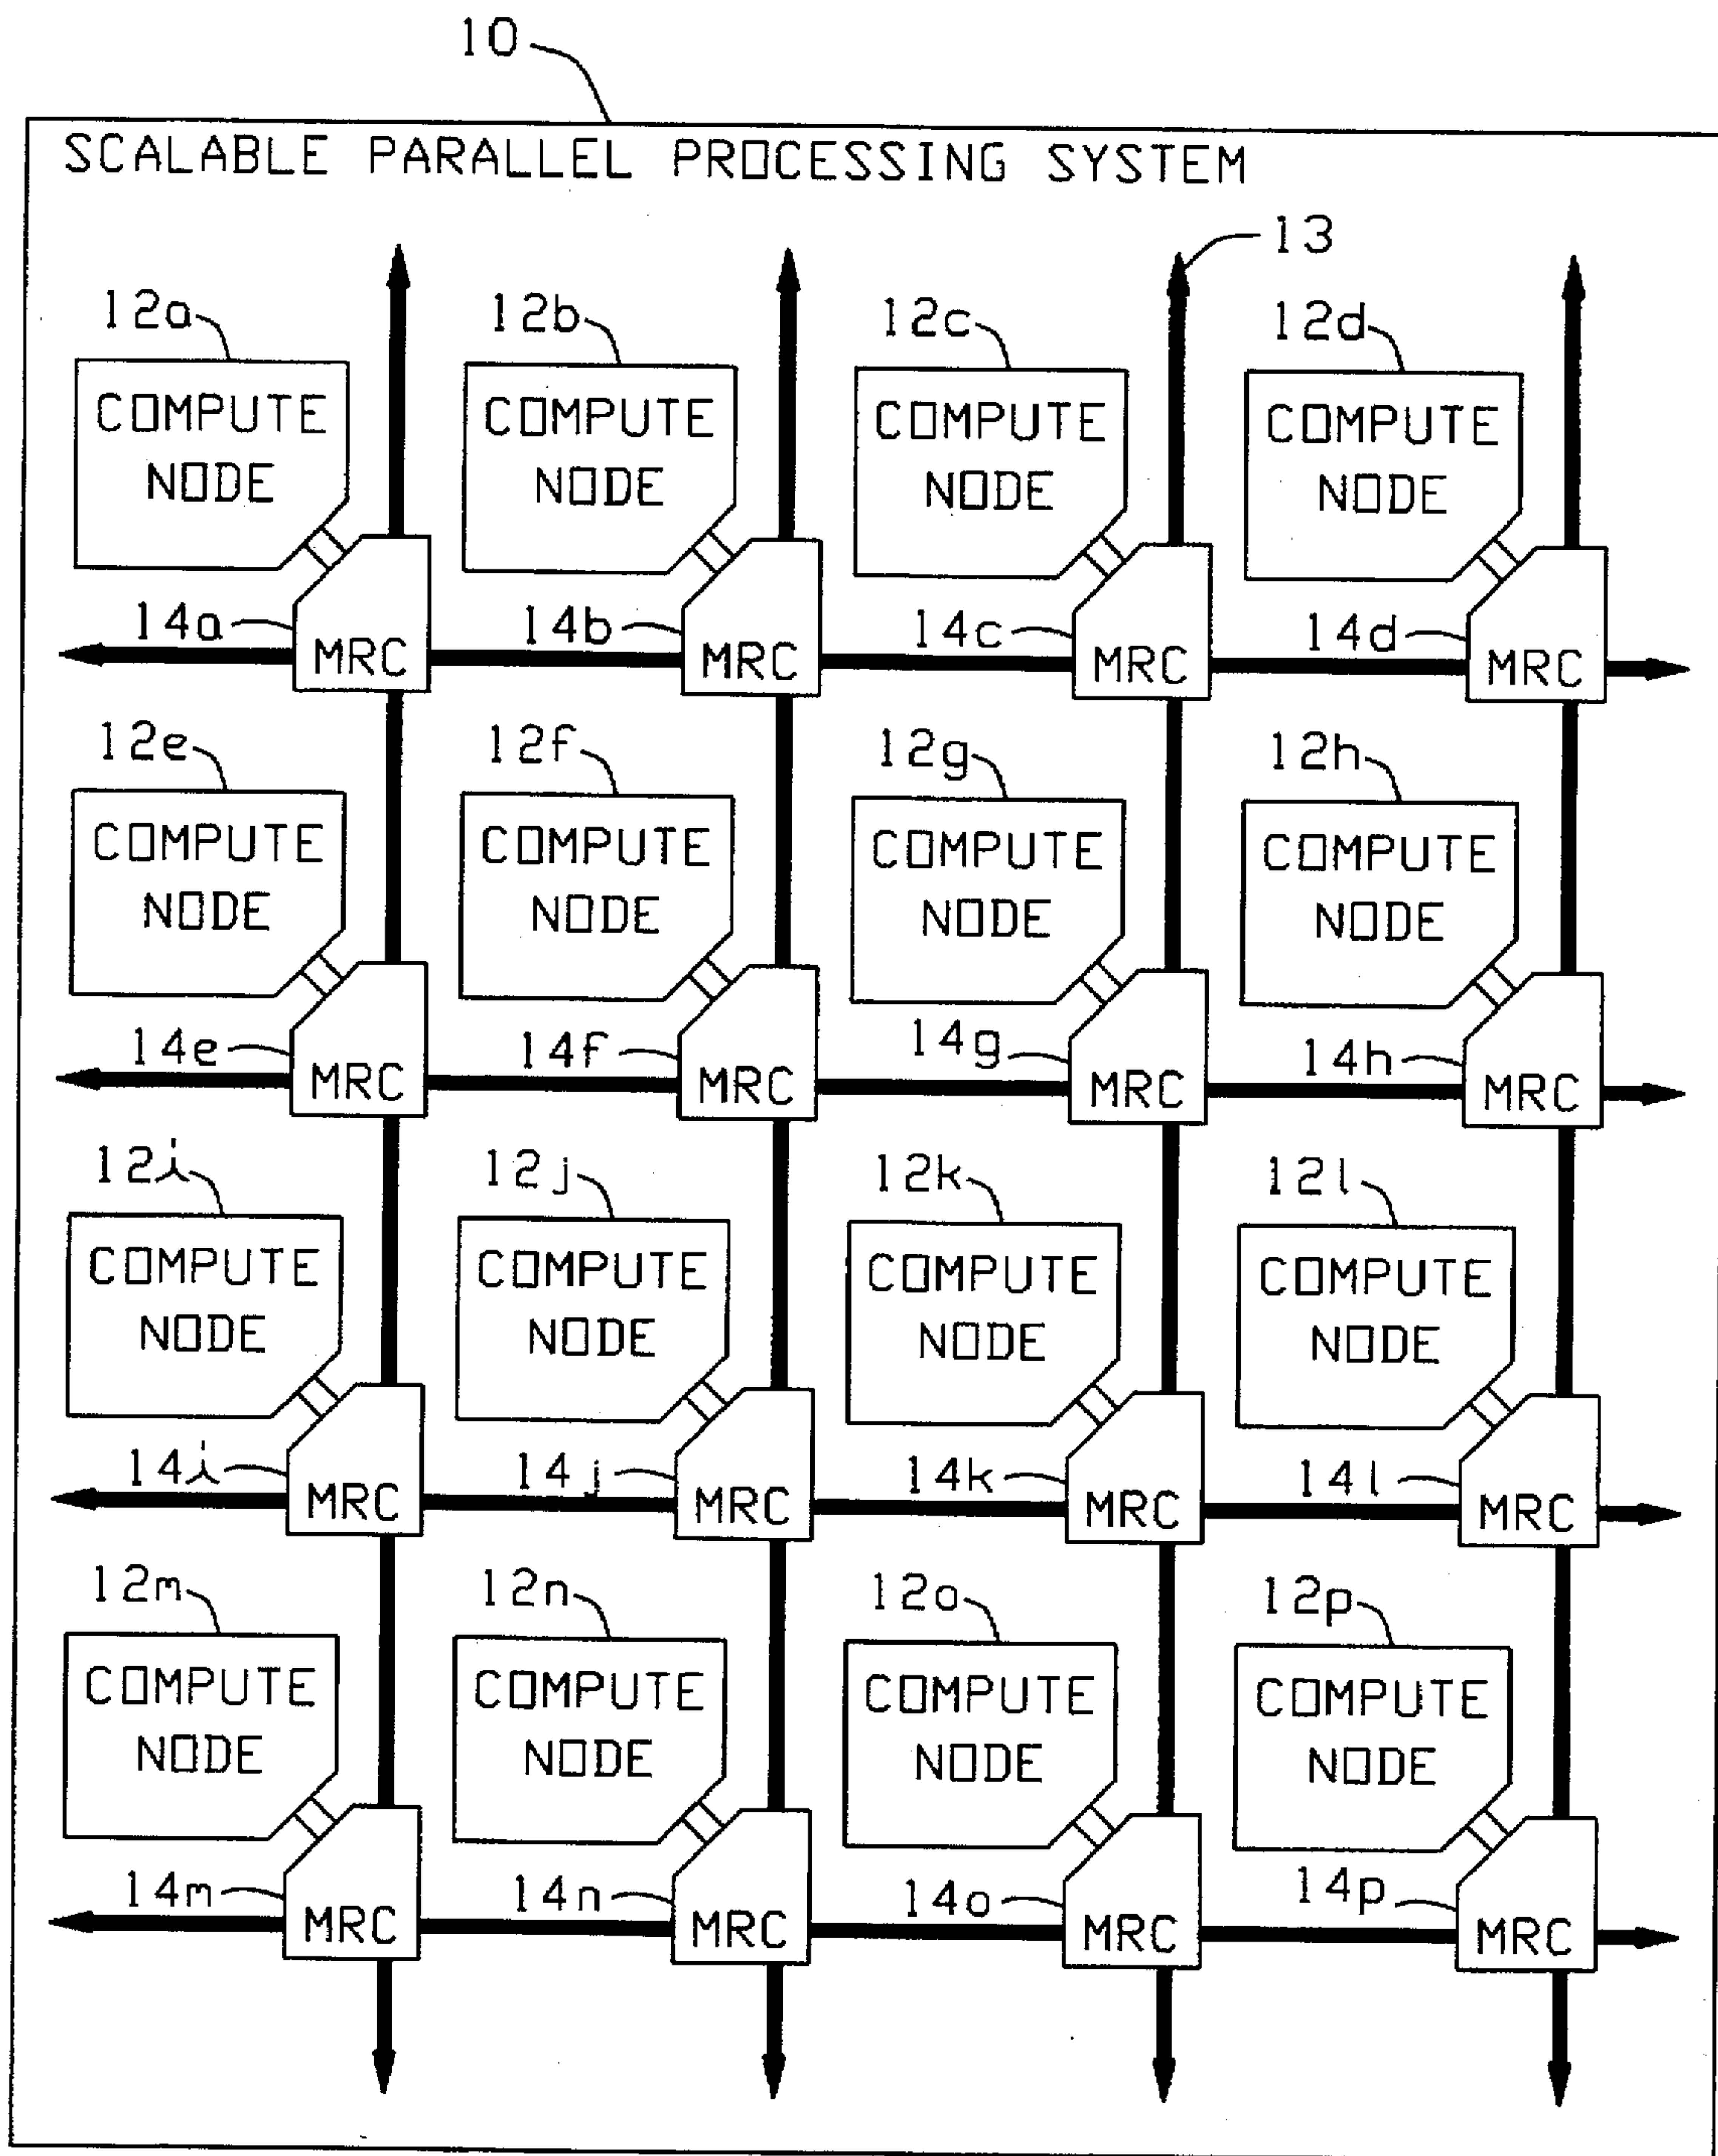 10
SCALABLE PARALLEL PROCESSING SYSTEM
13
12a 12b 12c 12d
COMPUTE NODE
COMPUTE NODE
COMPUTE NODE
COMPUTE NODE
14a 14b 14c 14d
MRC MRC MRC MRC
12e 12f 12g 12h
COMPUTE NODE
COMPUTE NODE
COMPUTE NODE
COMPUTE NODE
14e 14f 14g 14h
MRC MRC MRC MRC
12i 12j 12k 12l
COMPUTE NODE
COMPUTE NODE
COMPUTE NODE
COMPUTE NODE
14i 14j 14k 14l
MRC MRC MRC MRC
12m 12n 12o 12p
COMPUTE NODE
COMPUTE NODE
COMPUTE NODE
COMPUTE NODE
14m 14n 14o 14p
MRC MRC MRC MRC